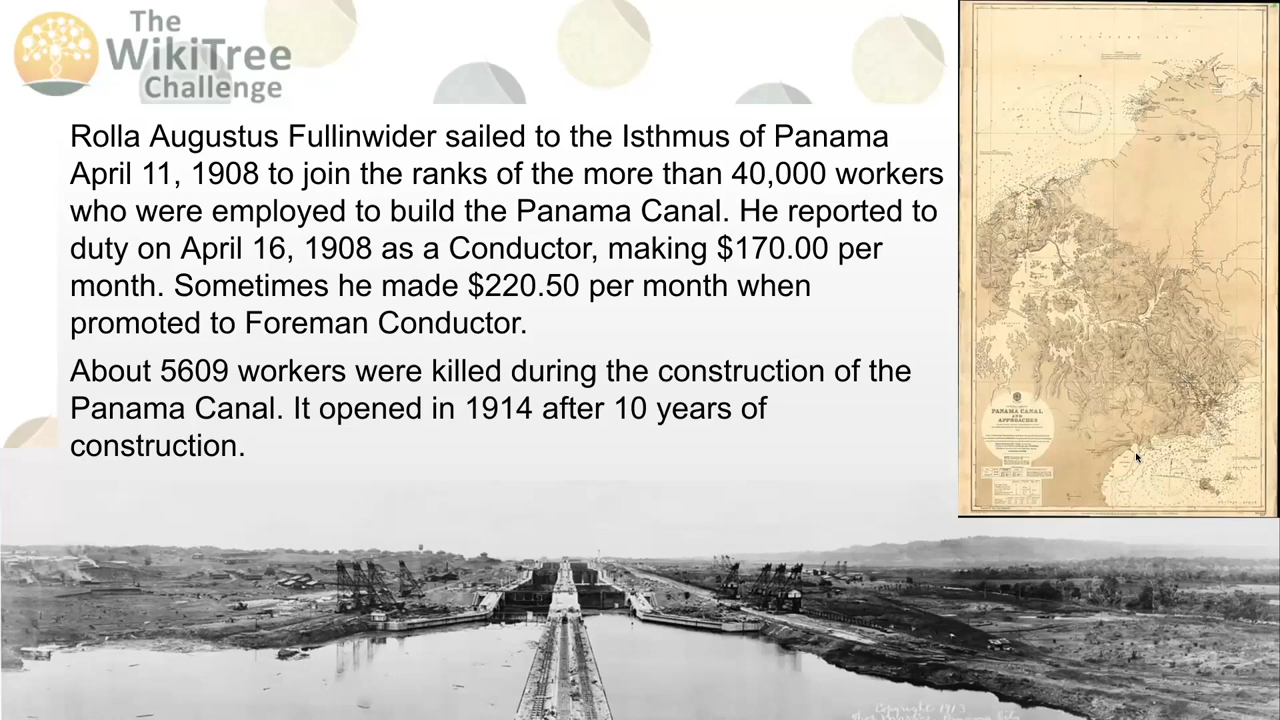 The
WikiTree
Challenge
Rolla Augustus Fullinwider sailed to the Isthmus of Panama
April 11, 1908 to join the ranks of the more than 40,000 workers
who were employed to build the Panama Canal. He reported to
duty on April 16, 1908 as a Conductor, making $170.00 per
month. Sometimes he made $220.50 per month when
promoted to Foreman Conductor.
About 5609 workers were killed during the construction of the
Panama Canal. It opened in 1914 after 10 years of
construction.
PANAMA CANAL
AND
APPROACHES
Copyright 1913